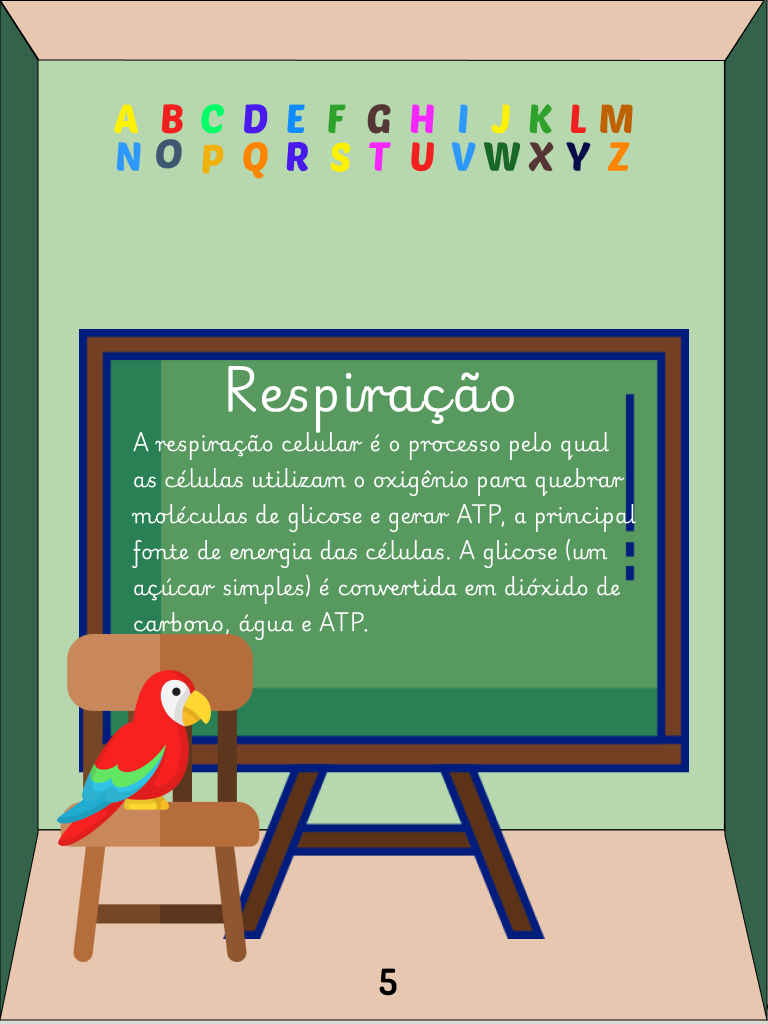 A B C D E F G H I J K L M
N O P Q R S T U V W X Y Z
Respiração
A respiração celular é o processo pelo qual
as células utilizam o oxigênio para quebrar
moléculas de glicose e gerar ATP, a principal
fonte de energia das células. A glicose (um
açúcar simples) é convertida em dióxido de
carbono, água e ATP.
5